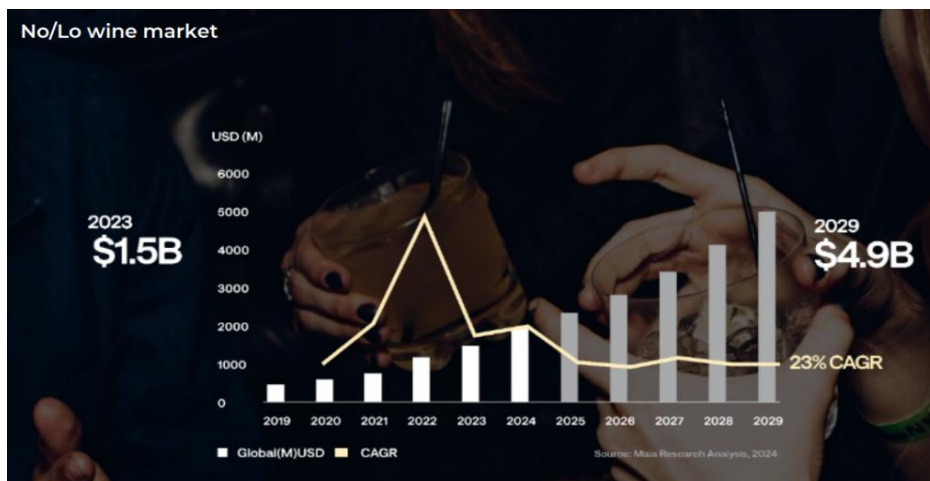 No/Lo wine market
USD (M)
6000
5000
4000
3000
2000
1000
0
2023
$1.5B
2029
$4.9B
23% CAGR
2019 2020 2021 2022 2023 2024 2025 2026 2027 2028 2029
Global(M)USD CAGR
Source: Maia Research Analysis, 2024